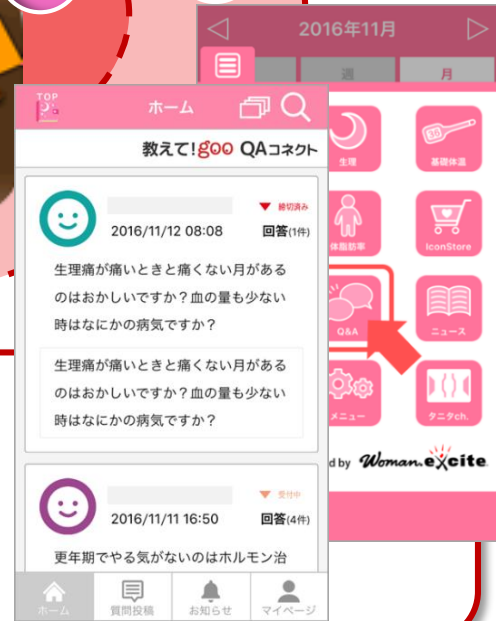 2016年11月
週
月
TOP
ホーム
教えて!goo QAコネクト
締切済み
2016/11/12 08:08
回答(1件)
生理痛が痛いときと痛くない月がある
のはおかしいですか？血の量も少ない
時はなにかの病気ですか？
生理痛が痛いときと痛くない月がある
のはおかしいですか？血の量も少ない
時はなにかの病気ですか？
受付中
2016/11/11 16:50
回答(4件)
更年期でやる気がないのはホルモン治
ホーム
質問投稿
お知らせ
マイページ
生理
基礎体温
体脂肪率
IconStore
Q&A
ニュース
メニュー
タニタch.
d by Woman.excite